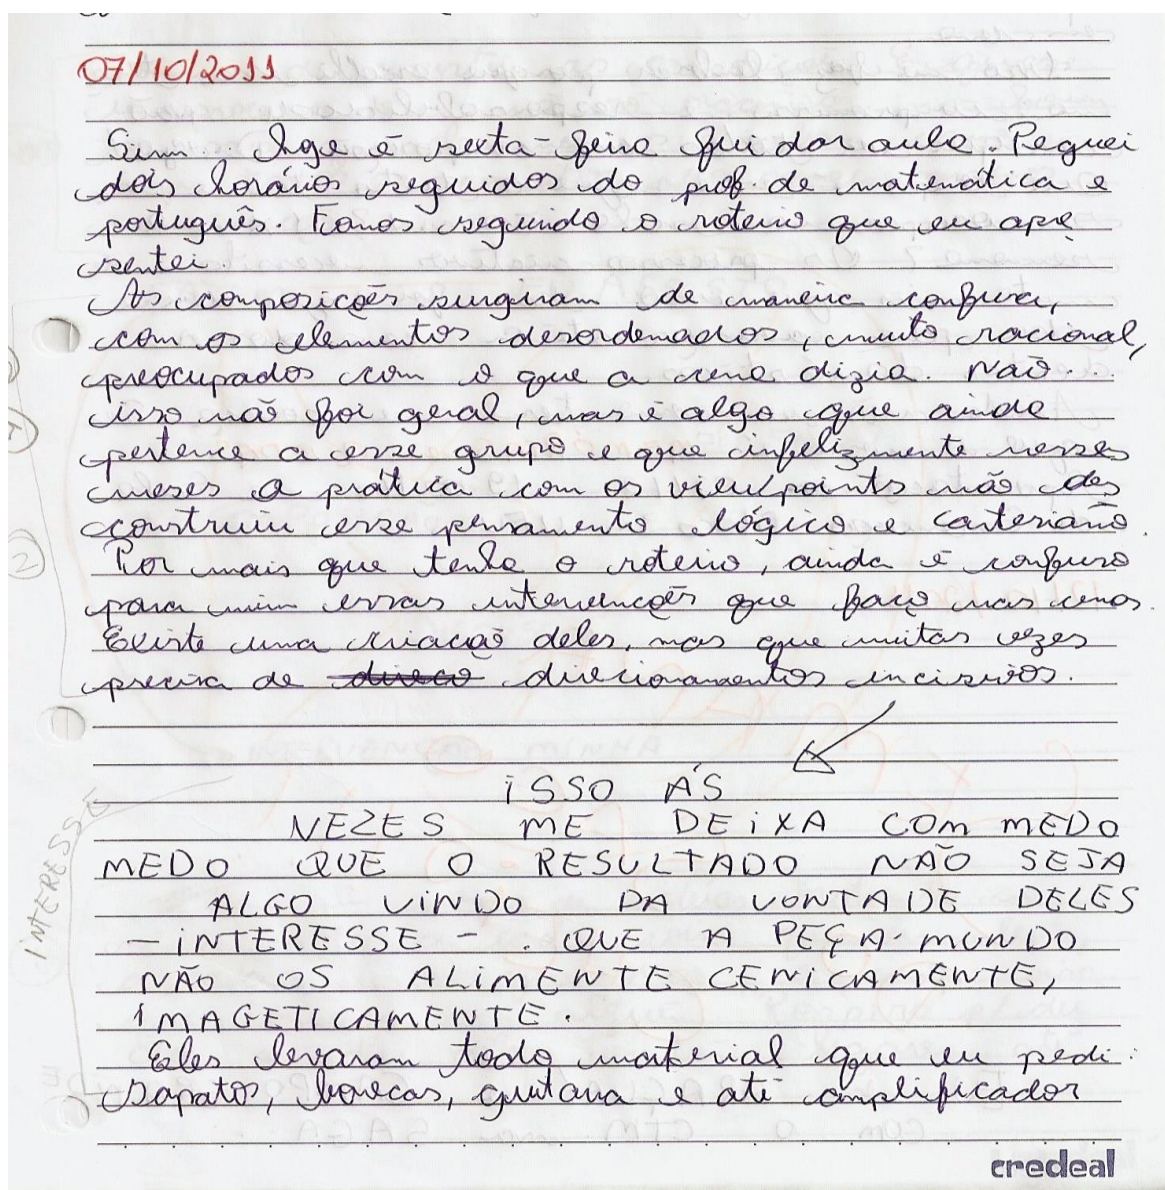 07/10/2011
Sim. Hoje é sexta-feira fui dar aula. Peguei
dois horários seguidos do prof. de matemática e
português. Fomos seguindo o roteiro que eu apre
sentei.
As composições surgiram de maneira confusa,
com os elementos desordenados, muito racional,
preocupados com o que a cena dizia. Não.
isso não foi geral, mas é algo que ainda
pertence a esse grupo e que infelizmente nesses
meses a prática com os viewpoints não des
construiu esse pensamento lógico e cartesiano.
Por mais que tenha o roteiro, ainda é confuso
para mim essas intervenções que faço nas cenas.
Existe uma criação deles, mas que muitas vezes
precisa de direcionamentos incisivos.
ISSO ÁS
VEZES ME DEIXA COM MEDO
MEDO QUE O RESULTADO NÃO SEJA
ALGO VINDO DA VONTADE DELES
— INTERESSE — . QUE A PEÇA-MUNDO
NÃO OS ALIMENTE CENICAMENTE,
IMAGETICAMENTE.
INTERESSE
Eles levaram todo material que eu pedi:
Sapatos, bonecas, guitarra e até amplificador
2
credeal